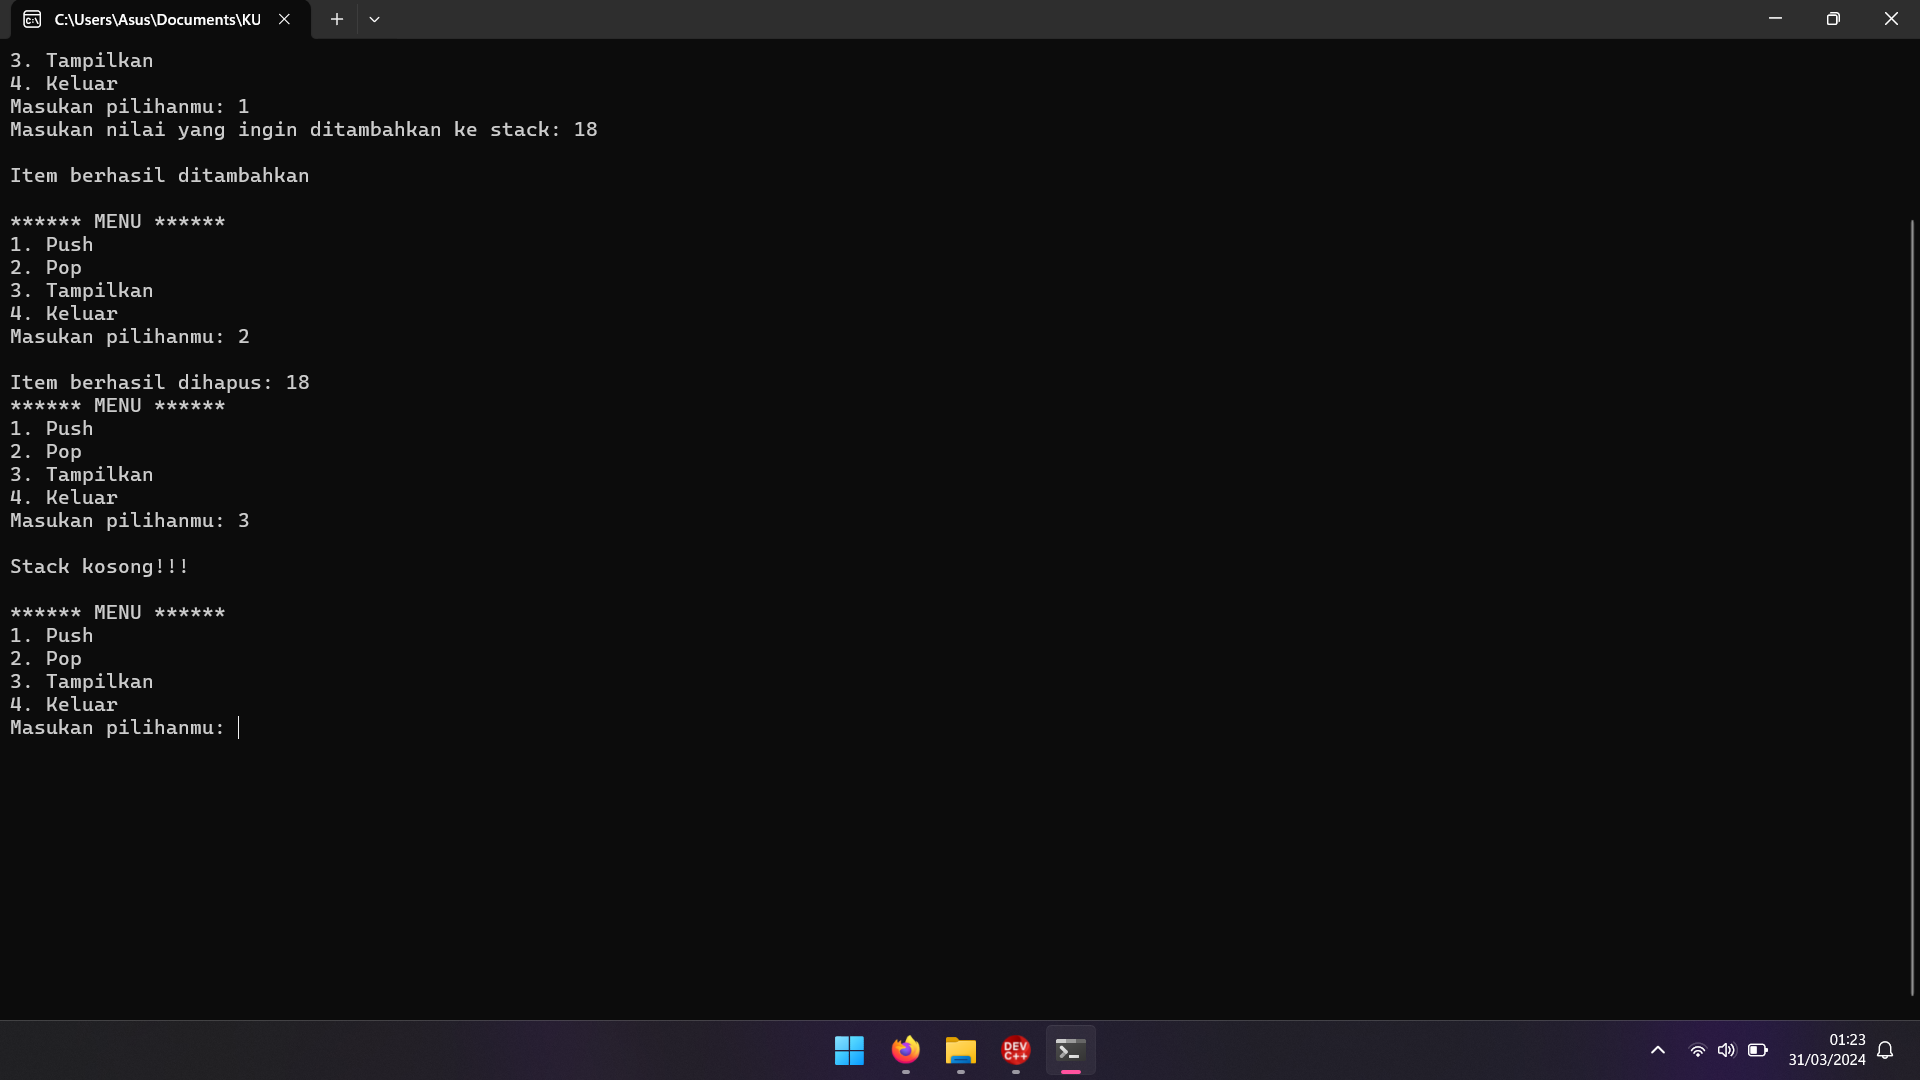 C:\Users\Asus\Documents\KU
3. Tampilkan
4. Keluar
Masukan pilihanmu: 1
Masukan nilai yang ingin ditambahkan ke stack: 18
Item berhasil ditambahkan
****** MENU ******
1. Push
2. Pop
3. Tampilkan
4. Keluar
Masukan pilihanmu: 2
Item berhasil dihapus: 18
****** MENU ******
1. Push
2. Pop
3. Tampilkan
4. Keluar
Masukan pilihanmu: 3
Stack kosong!!!
****** MENU ******
1. Push
2. Pop
3. Tampilkan
4. Keluar
Masukan pilihanmu:
DEV
C++
01:23
31/03/2024